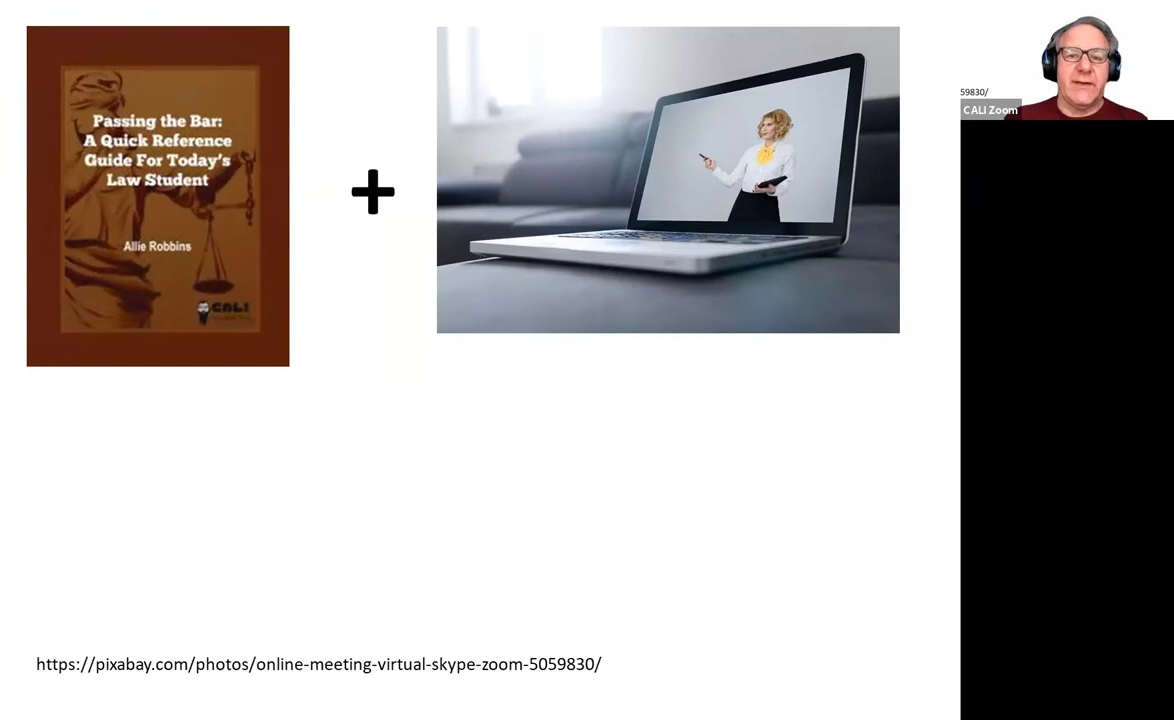 Passing the Bar:
A Quick Reference
Guide For Today's
Law Student
Allie Robbins
CALI
59830/
CALI Zoom
https://pixabay.com/photos/online-meeting-virtual-skype-zoom-5059830/